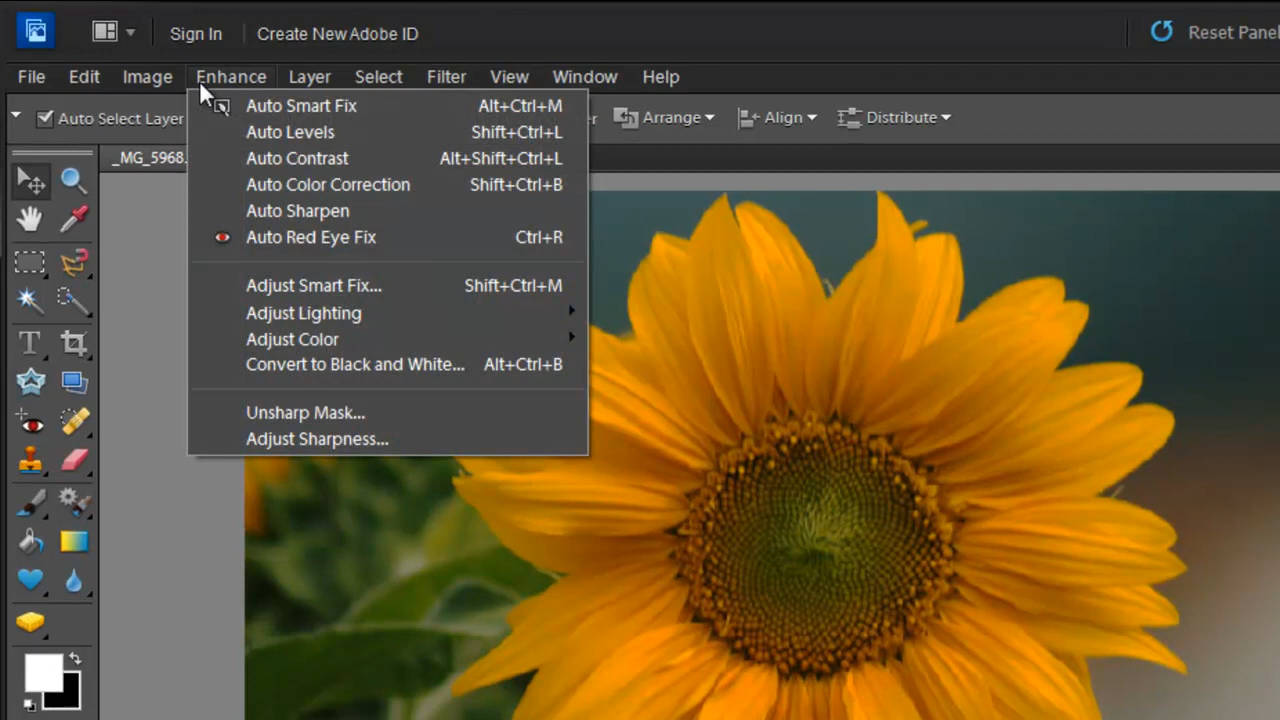 Sign In Create New Adobe ID Reset Panel
File Edit Image Enhance Layer Select Filter View Window Help
Auto Select Layer Arrange Align Distribute
_MG_5968.
Auto Smart Fix Alt+Ctrl+M
Auto Levels Shift+Ctrl+L
Auto Contrast Alt+Shift+Ctrl+L
Auto Color Correction Shift+Ctrl+B
Auto Sharpen
Auto Red Eye Fix Ctrl+R
Adjust Smart Fix... Shift+Ctrl+M
Adjust Lighting
Adjust Color
Convert to Black and White... Alt+Ctrl+B
Unsharp Mask...
Adjust Sharpness...